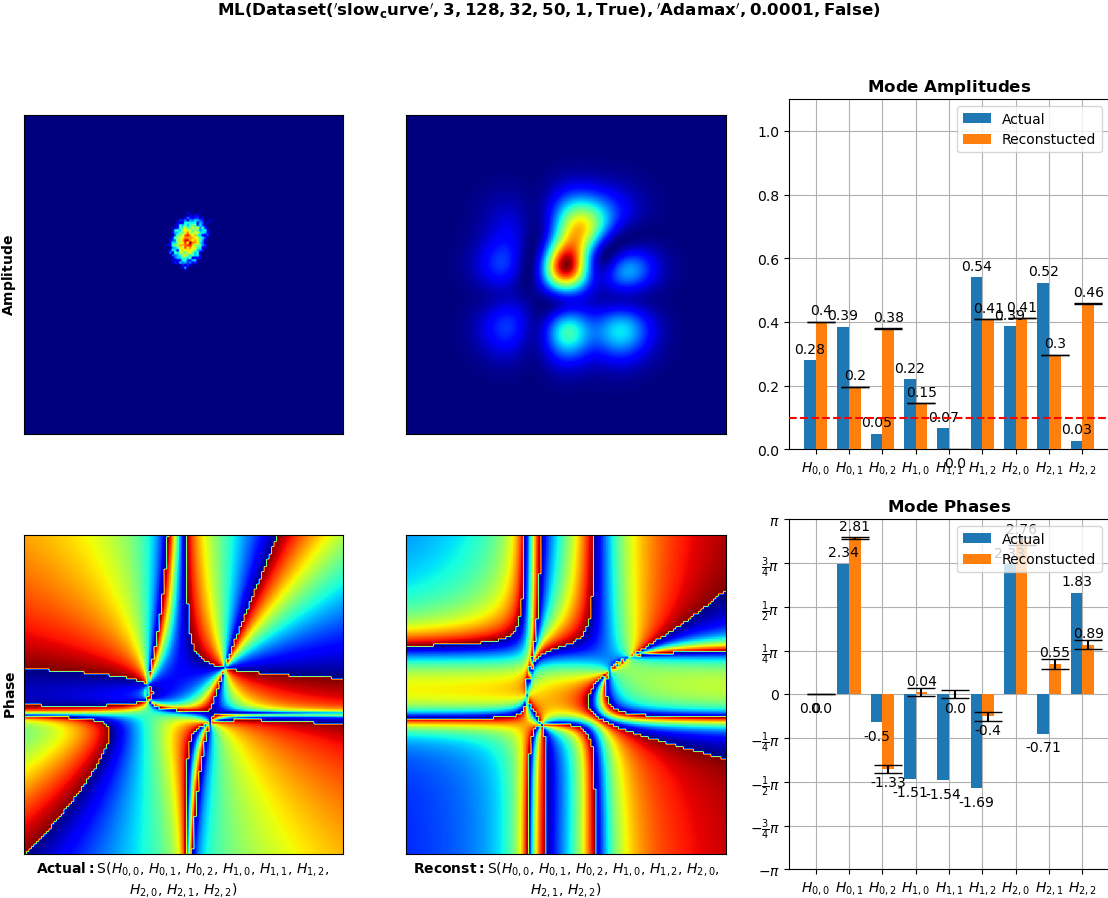 ML(Dataset('slow_curve', 3, 128, 32, 50, 1, True), 'Adamax', 0.0001, False)
Mode Amplitudes
Amplitude
Actual
Reconstucted
1.0
0.8
0.6
0.4
0.2
0.0
0.28
0.4
0.39
0.2
0.05
0.38
0.22
0.15
0.07
0.0
0.54
0.41
0.39
0.41
0.52
0.3
0.03
0.46
H0,0 H0,1 H0,2 H1,0 H1,1 H1,2 H2,0 H2,1 H2,2
Mode Phases
Phase
Actual
Reconstucted
π
3/4π
1/2π
1/4π
0
−1/4π
−1/2π
−3/4π
−π
0.0
0.0
2.34
2.81
-0.5
-1.33
-1.51
0.04
-1.54
0.0
-1.69
-0.4
2.76
-0.71
0.55
1.83
0.89
H0,0 H0,1 H0,2 H1,0 H1,1 H1,2 H2,0 H2,1 H2,2
Actual: S(H0,0, H0,1, H0,2, H1,0, H1,1, H1,2,
H2,0, H2,1, H2,2)
Reconst: S(H0,0, H0,1, H0,2, H1,0, H1,2, H2,0,
H2,1, H2,2)